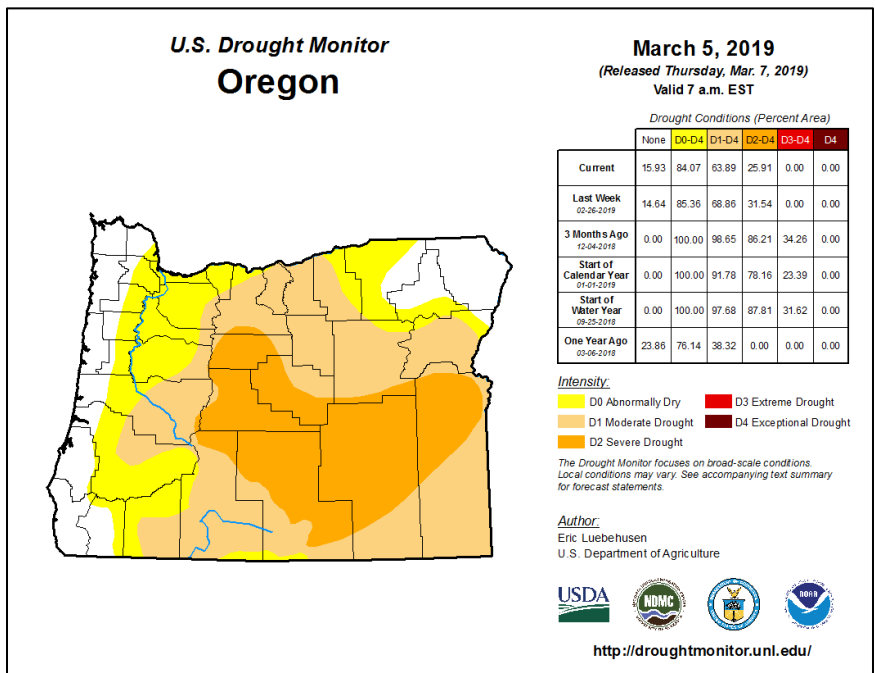 U.S. Drought Monitor
Oregon
March 5, 2019
(Released Thursday, Mar. 7, 2019)
Valid 7 a.m. EST
Drought Conditions (Percent Area)
None D0-D4 D1-D4 D2-D4 D3-D4 D4
Current 15.93 84.07 63.89 25.91 0.00 0.00
Last Week
02-26-2019 14.64 85.36 68.86 31.54 0.00 0.00
3 Months Ago
12-04-2018 0.00 100.00 98.65 86.21 34.26 0.00
Start of
Calendar Year
01-01-2019 0.00 100.00 91.78 78.16 23.39 0.00
Start of
Water Year
09-25-2018 0.00 100.00 97.68 87.81 31.62 0.00
One Year Ago
03-06-2018 23.86 76.14 38.32 0.00 0.00 0.00
Intensity:
D0 Abnormally Dry
D1 Moderate Drought
D2 Severe Drought
D3 Extreme Drought
D4 Exceptional Drought
The Drought Monitor focuses on broad-scale conditions.
Local conditions may vary. See accompanying text summary
for forecast statements.
Author:
Eric Luebehusen
U.S. Department of Agriculture
USDA
NDMC
NOAA
http://droughtmonitor.unl.edu/